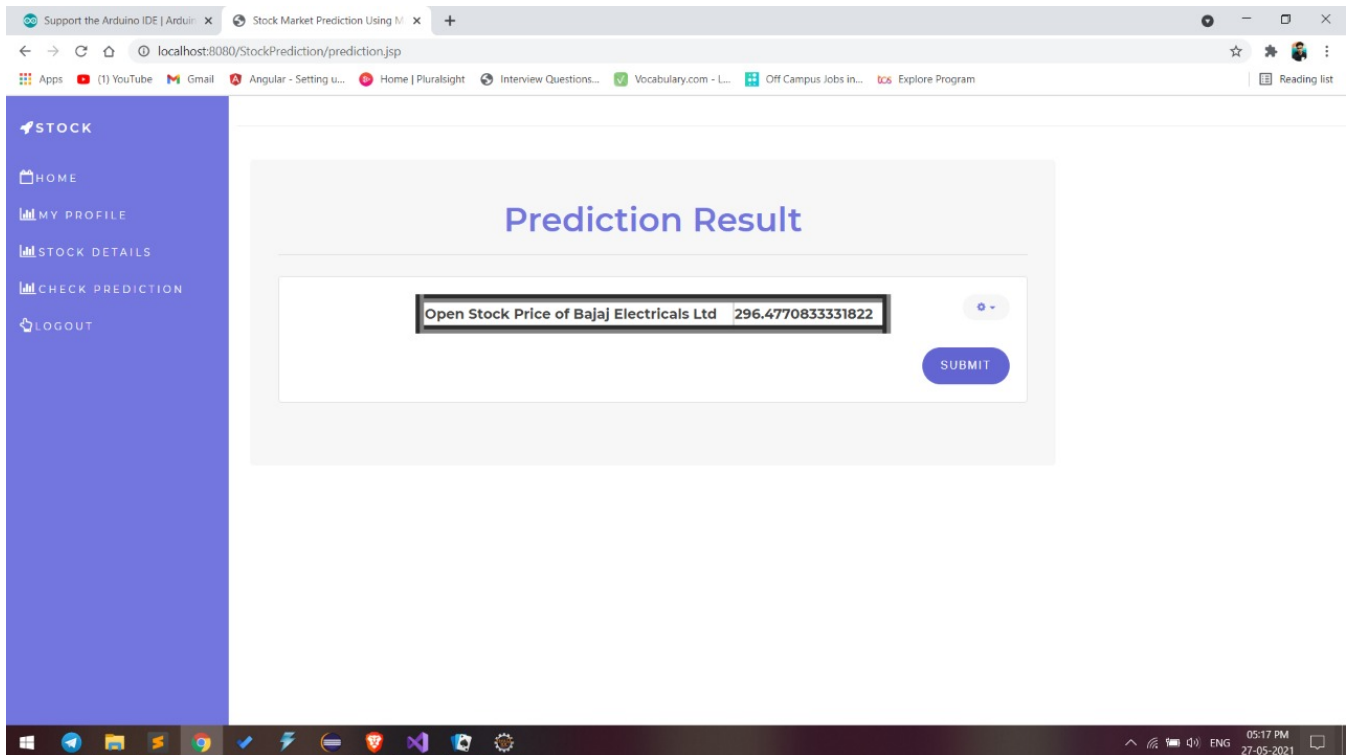 Support the Arduino IDE | Arduin
Stock Market Prediction Using M
localhost:8080/StockPrediction/prediction.jsp
Apps
(1) YouTube
Gmail
Angular - Setting u...
Home | Pluralsight
Interview Questions...
Vocabulary.com - L...
Off Campus Jobs in...
tcs Explore Program
Reading list
STOCK
HOME
MY PROFILE
STOCK DETAILS
CHECK PREDICTION
LOGOUT
Prediction Result
Open Stock Price of Bajaj Electricals Ltd 296.4770833331822
SUBMIT
ENG
05:17 PM
27-05-2021